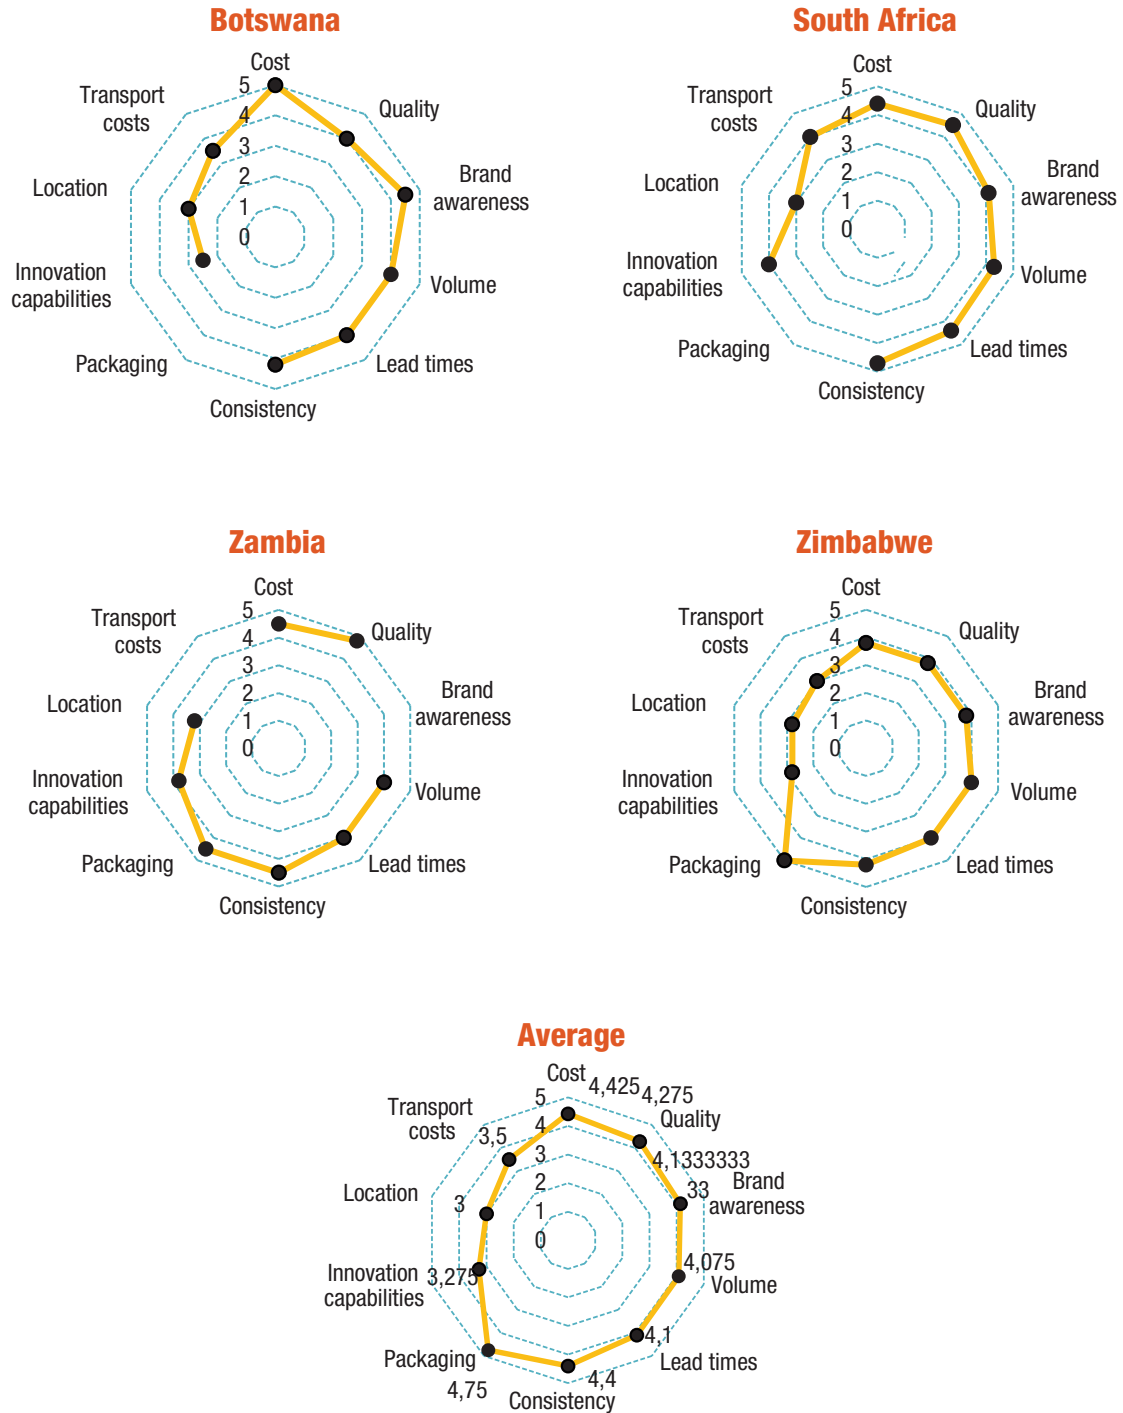 Botswana
Cost
5
4
3
2
1
0
Quality
Brand
awareness
Volume
Lead times
Consistency
Packaging
Innovation
capabilities
Location
Transport
costs
South Africa
Cost
5
4
3
2
1
0
Quality
Brand
awareness
Volume
Lead times
Consistency
Packaging
Innovation
capabilities
Location
Transport
costs
Zambia
Cost
5
4
3
2
1
0
Quality
Brand
awareness
Volume
Lead times
Consistency
Packaging
Innovation
capabilities
Location
Transport
costs
Zimbabwe
Cost
5
4
3
2
1
0
Quality
Brand
awareness
Volume
Lead times
Consistency
Packaging
Innovation
capabilities
Location
Transport
costs
Average
Cost
5
4
3
2
1
0
4,425
4,275
Quality
4,1333333
33
Brand
awareness
4,075
Volume
4,1
Lead times
4,4
Consistency
Packaging
4,75
Innovation
capabilities
3,275
Location
3
Transport
costs
3,5